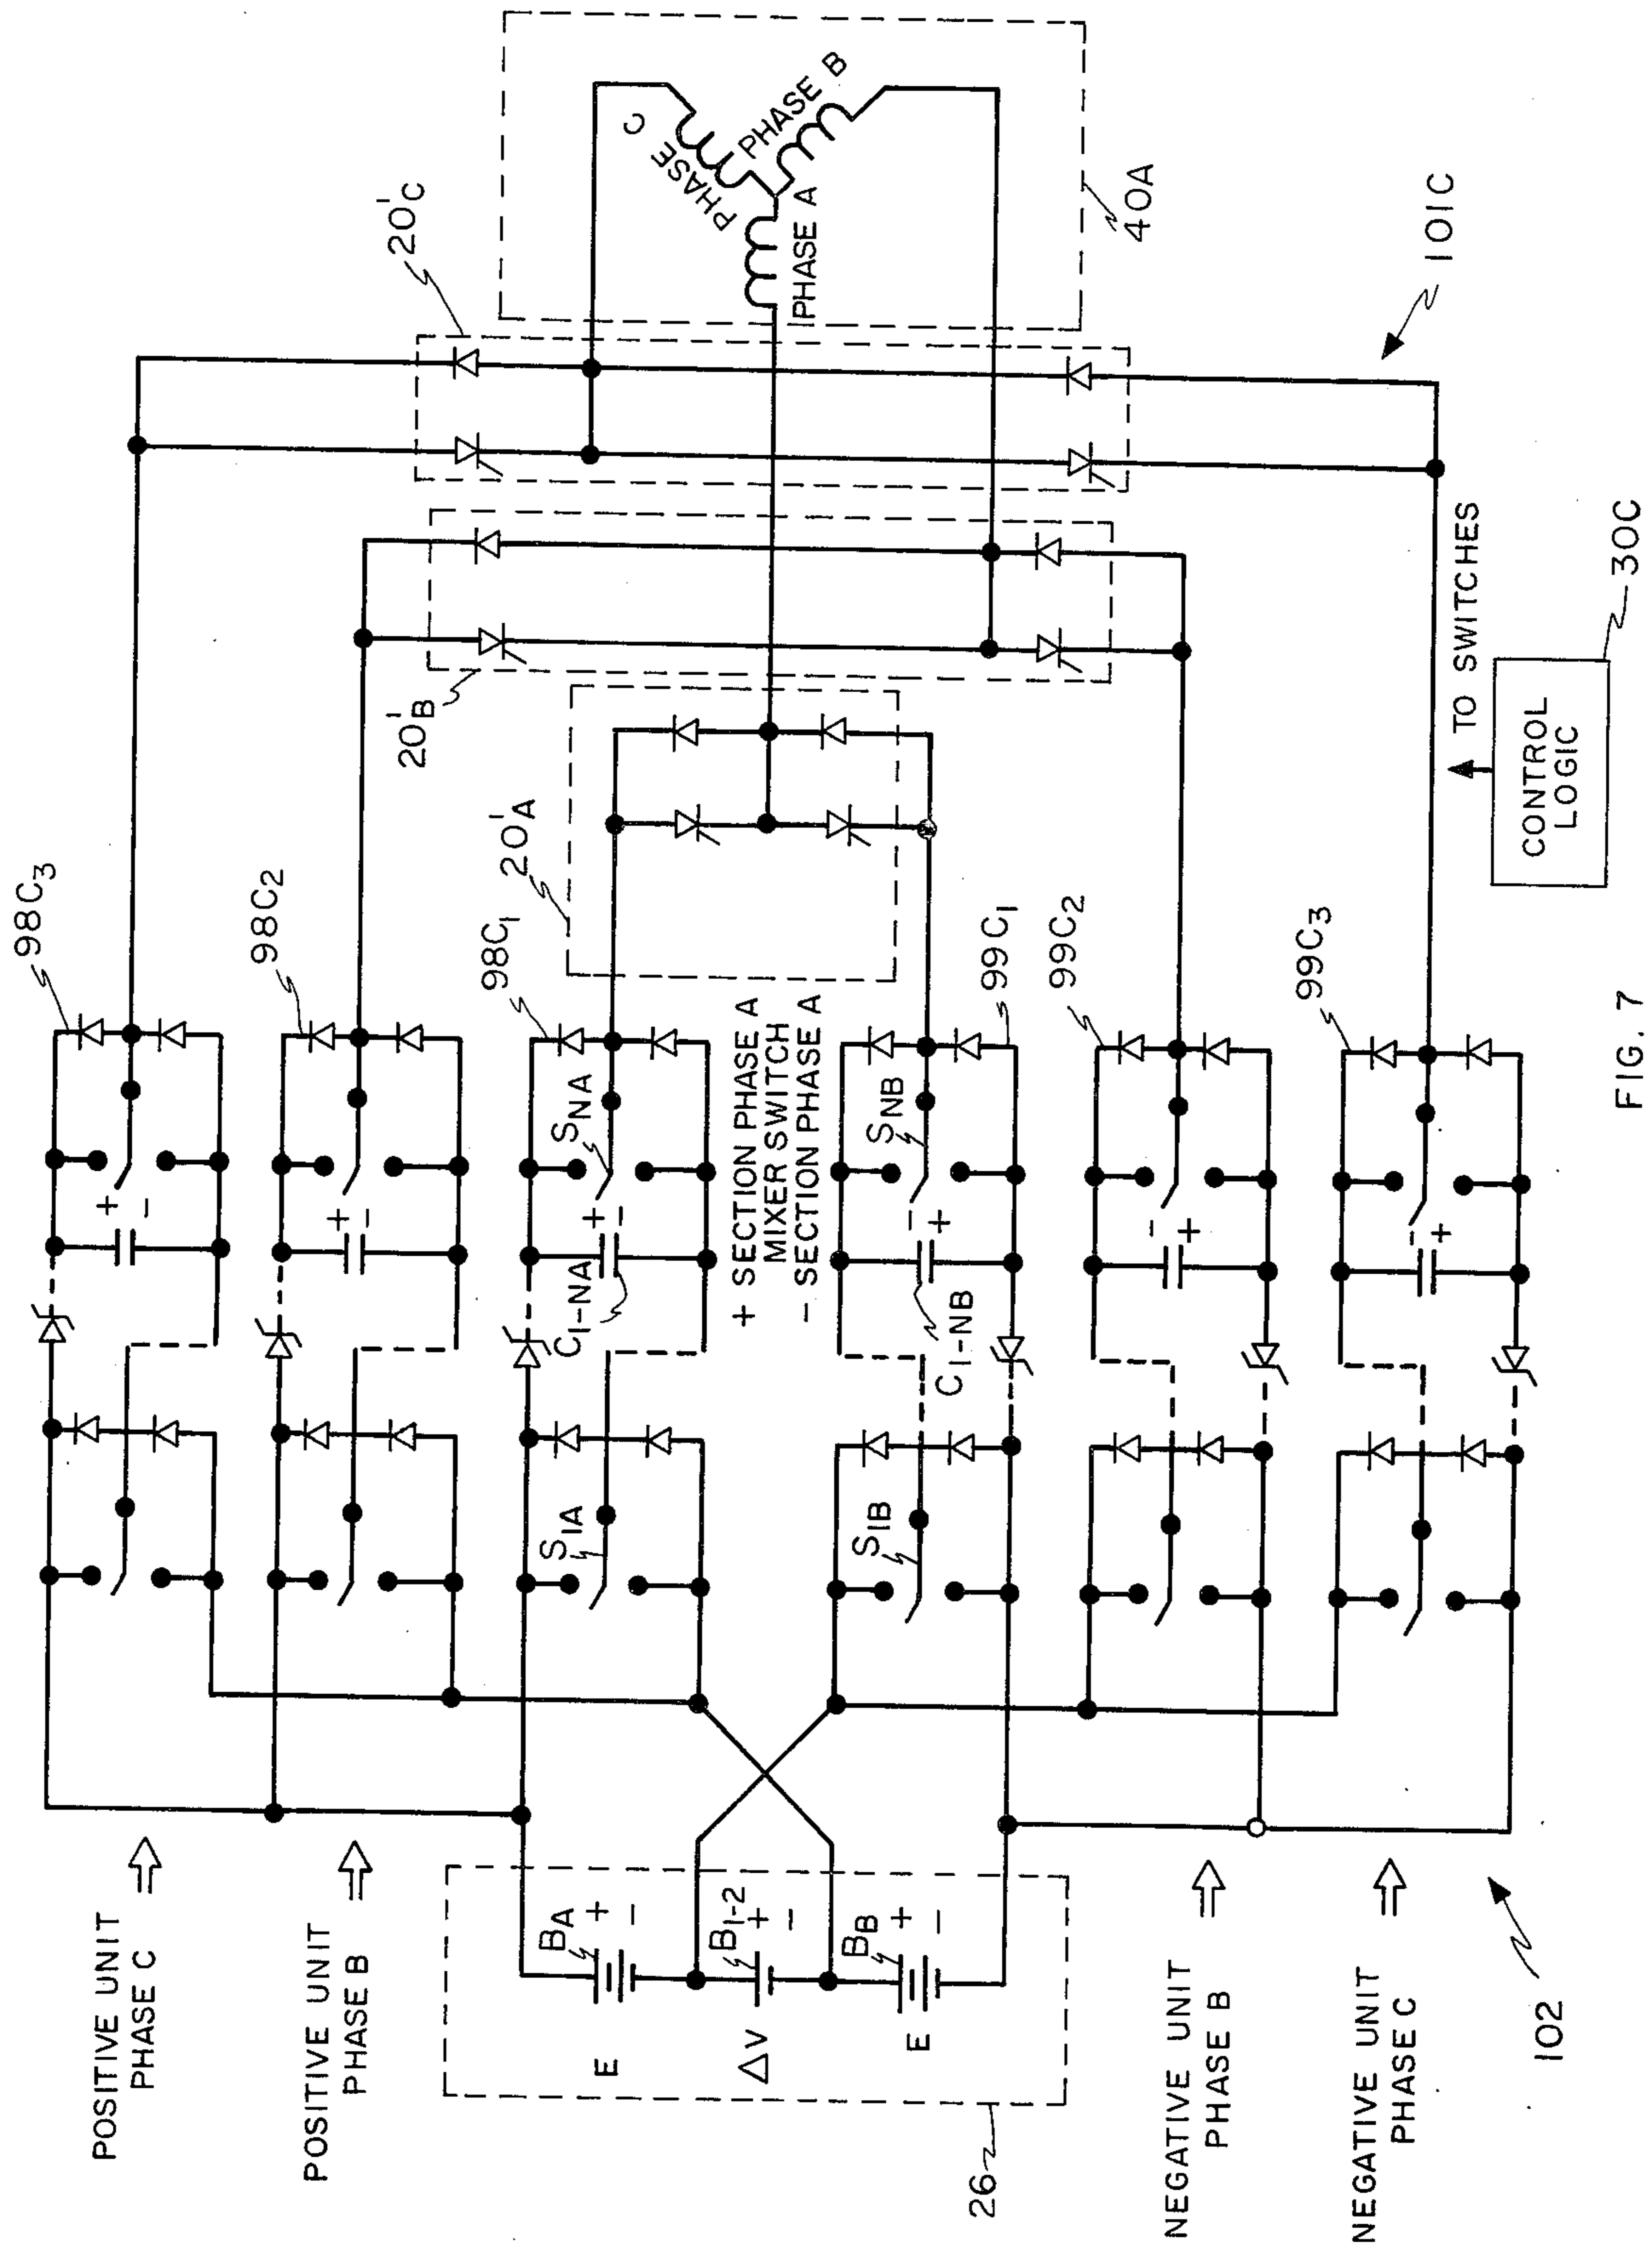 POSITIVE UNIT
PHASE C
98C3
20'C
POSITIVE UNIT
PHASE B
98C2
20'B
20'A
98C1
PHASE C
PHASE B
PHASE A
40A
101C
26
E
BA
+
-
ΔV
B1-2
+
-
E
BB
+
-
S1A
C1-NA
SNA
+
-
+
-
+
-
+ SECTION PHASE A
MIXER SWITCH
- SECTION PHASE A
S1B
C1-NB
SNB
-
+
99C1
-
+
99C2
-
+
99C3
NEGATIVE UNIT
PHASE B
NEGATIVE UNIT
PHASE C
102
TO SWITCHES
CONTROL
LOGIC
30C
FIG. 7